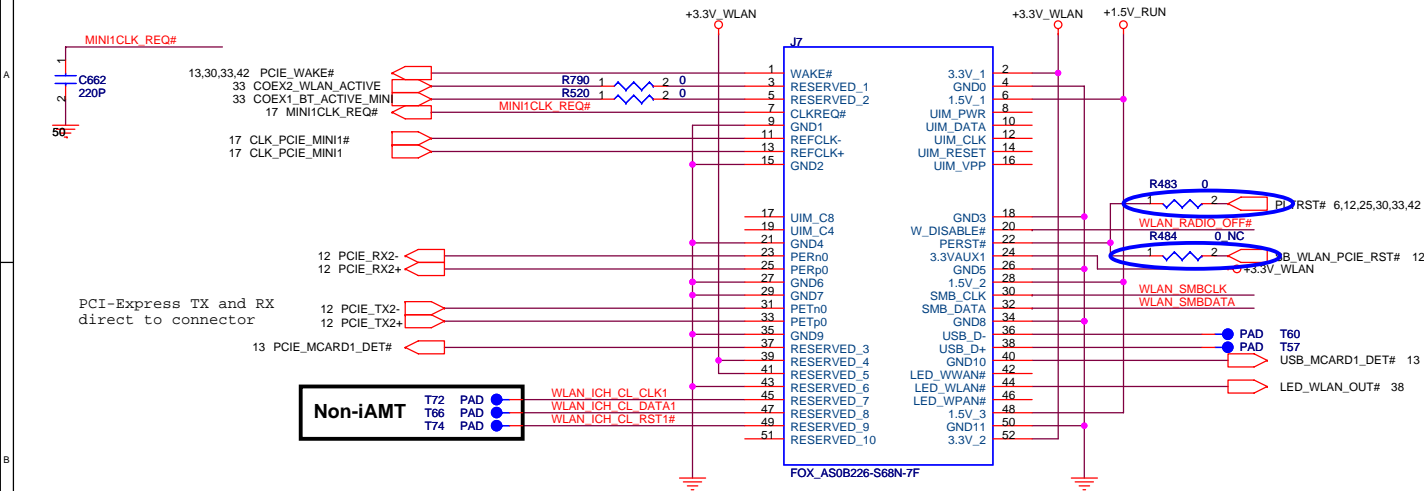 +3.3V_WLAN
+3.3V_WLAN
+1.5V_RUN
MINI1CLK_REQ#
1
C662
220P
2
50
A
B
J7
13,30,33,42 PCIE_WAKE#
33 COEX2_WLAN_ACTIVE
R790 1 2 0
33 COEX1_BT_ACTIVE_MINI
R520 1 2 0
17 MINI1CLK_REQ#
MINI1CLK_REQ#
17 CLK_PCIE_MINI1#
17 CLK_PCIE_MINI1
12 PCIE_RX2-
12 PCIE_RX2+
PCI-Express TX and RX
direct to connector
12 PCIE_TX2-
12 PCIE_TX2+
13 PCIE_MCARD1_DET#
Non-iAMT
T72 PAD
T66 PAD
T74 PAD
WLAN_ICH_CL_CLK1
WLAN_ICH_CL_DATA1
WLAN_ICH_CL_RST1#
1 WAKE#
3 RESERVED_1
5 RESERVED_2
7 CLKREQ#
9 GND1
11 REFCLK-
13 REFCLK+
15 GND2
17 UIM_C8
19 UIM_C4
21 GND4
23 PERn0
25 PERp0
27 GND6
29 GND7
31 PETn0
33 PETp0
35 GND9
37 RESERVED_3
39 RESERVED_4
41 RESERVED_5
43 RESERVED_6
45 RESERVED_7
47 RESERVED_8
49 RESERVED_9
51 RESERVED_10
3.3V_1 2
GND0 4
1.5V_1 6
UIM_PWR 8
UIM_DATA 10
UIM_CLK 12
UIM_RESET 14
UIM_VPP 16
GND3 18
W_DISABLE# 20
PERST# 22
3.3VAUX1 24
GND5 26
1.5V_2 28
SMB_CLK 30
SMB_DATA 32
GND8 34
USB_D- 36
USB_D+ 38
GND10 40
LED_WWAN# 42
LED_WLAN# 44
LED_WPAN# 46
1.5V_3 48
GND11 50
3.3V_2 52
FOX_AS0B226-S68N-7F
R483 0
1 2
6,12,25,30,33,42
WLAN_RADIO_OFF#
R484 0_NC
1 2
12
+3.3V_WLAN
WLAN_SMBCLK
WLAN_SMBDATA
PAD T60
PAD T57
USB_MCARD1_DET# 13
LED_WLAN_OUT# 38